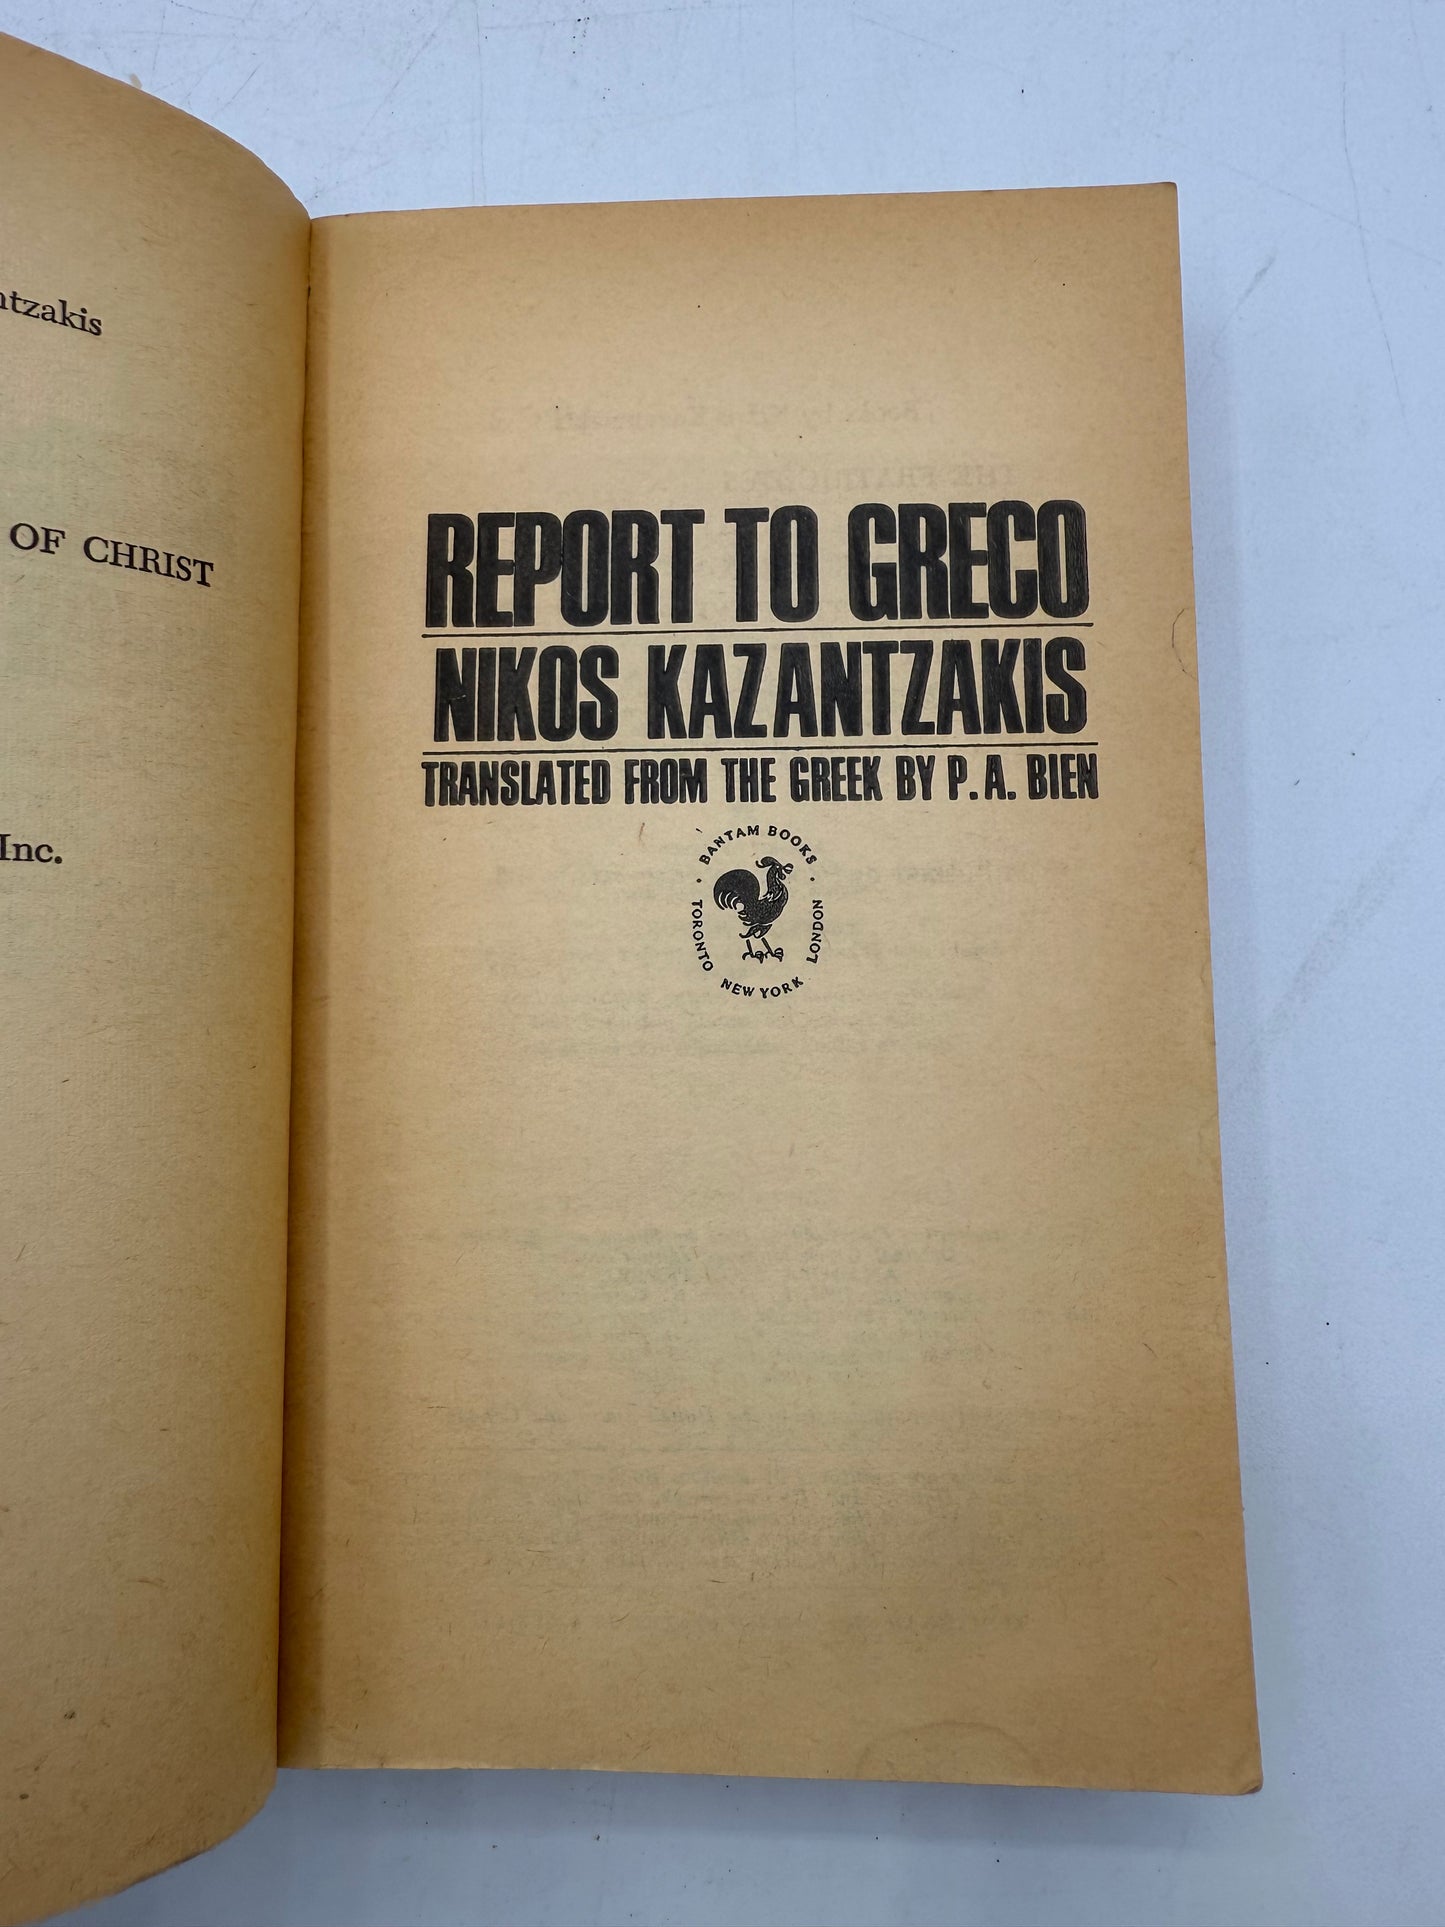 ntzakis
OF CHRIST
Inc.
REPORT TO GRECO
NIKOS KAZANTZAKIS
TRANSLATED FROM THE GREEK BY P. A. BIEN
· BANTAM BOOKS ·
TORONTO NEW YORK LONDON